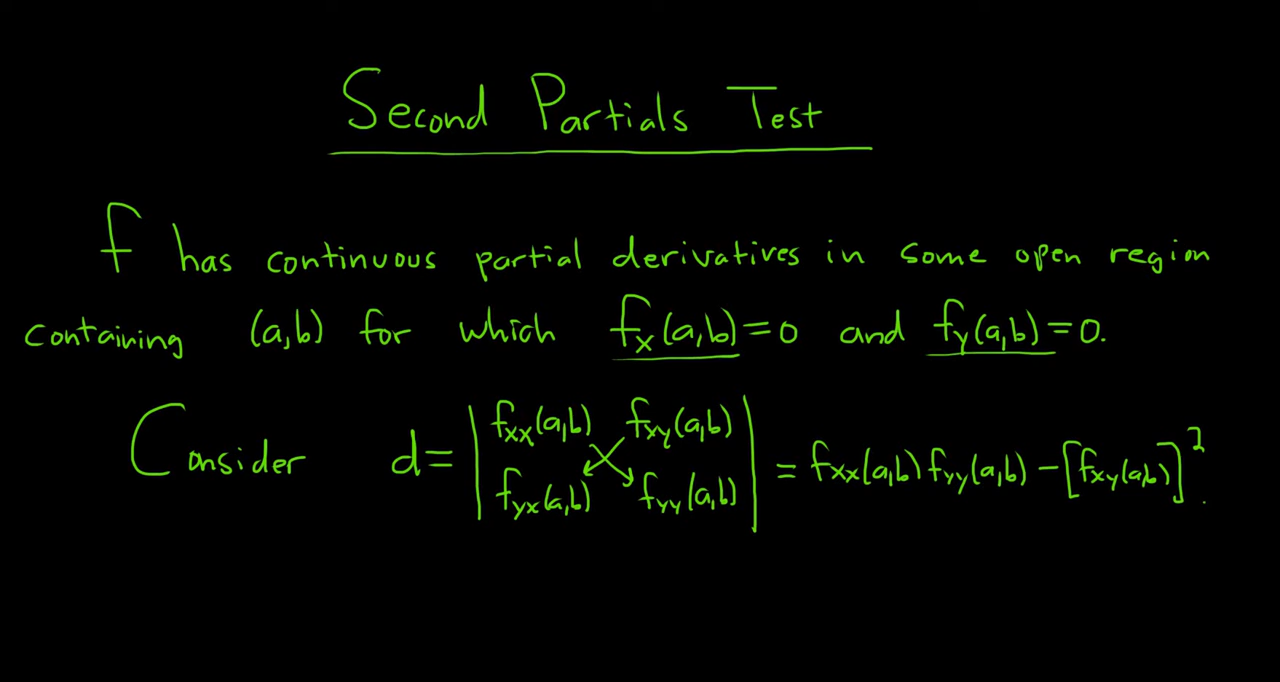 Second Partials Test
f has continuous partial derivatives in some open region
containing (a,b) for which fx(a,b)=0 and fy(a,b)=0.
Consider d= |fxx(a,b) fxy(a,b)| = fxx(a,b)fyy(a,b)-[fxy(a,b)]².
|fyx(a,b) fyy(a,b)|